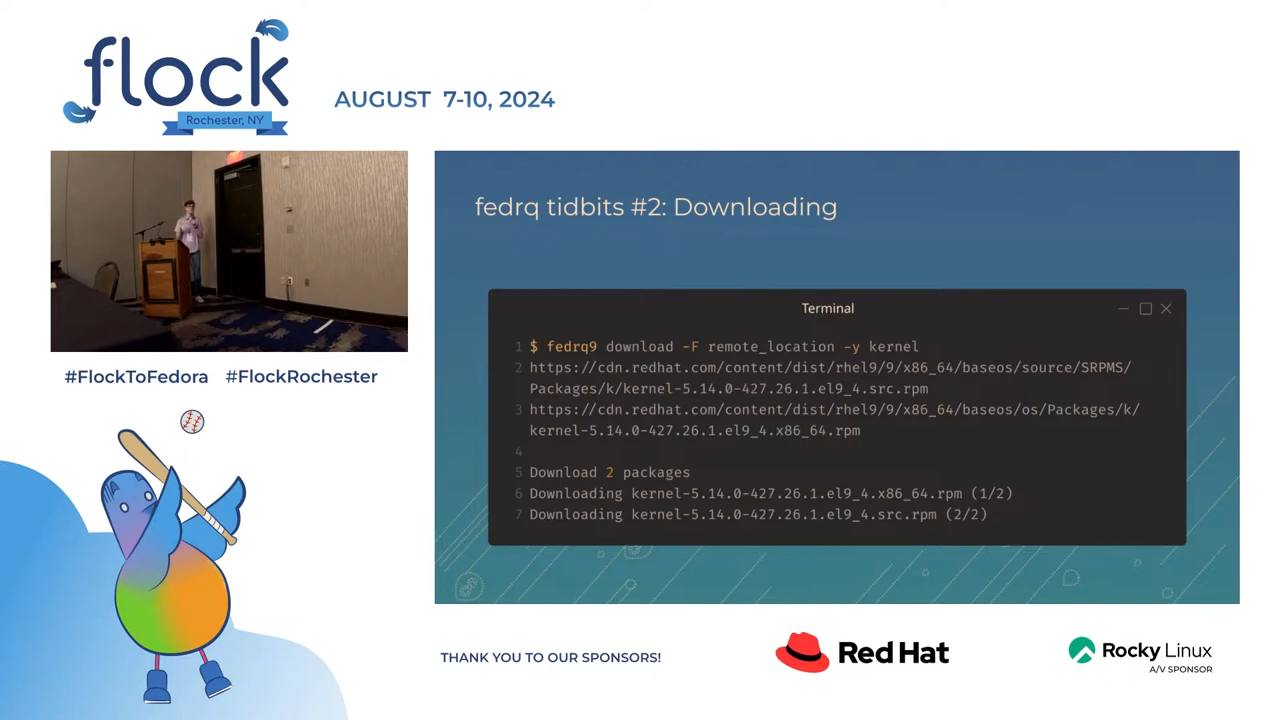 flock
Rochester, NY
AUGUST 7-10, 2024
#FlockToFedora #FlockRochester
fedrq tidbits #2: Downloading
Terminal
1 $ fedrq9 download -F remote_location -y kernel
2 https://cdn.redhat.com/content/dist/rhel9/9/x86_64/baseos/source/SRPMS/
Packages/k/kernel-5.14.0-427.26.1.el9_4.src.rpm
3 https://cdn.redhat.com/content/dist/rhel9/9/x86_64/baseos/os/Packages/k/
kernel-5.14.0-427.26.1.el9_4.x86_64.rpm
4
5 Download 2 packages
6 Downloading kernel-5.14.0-427.26.1.el9_4.x86_64.rpm (1/2)
7 Downloading kernel-5.14.0-427.26.1.el9_4.src.rpm (2/2)
THANK YOU TO OUR SPONSORS!
Red Hat
Rocky Linux
A/V SPONSOR